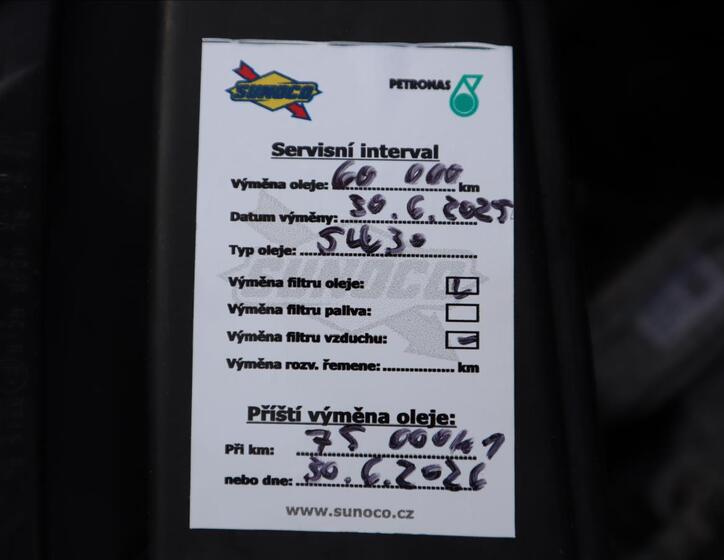 SUNOCO
PETRONAS
Servisní interval
Výměna oleje: 60 000 km
Datum výměny: 30.6.2025
Typ oleje: 5W30
SUNOCO
Výměna filtru oleje:
Výměna filtru paliva:
Výměna filtru vzduchu:
Výměna rozv. řemene: km
Příští výměna oleje:
Při km: 75 000
nebo dne: 30.6.2026
www.sunoco.cz